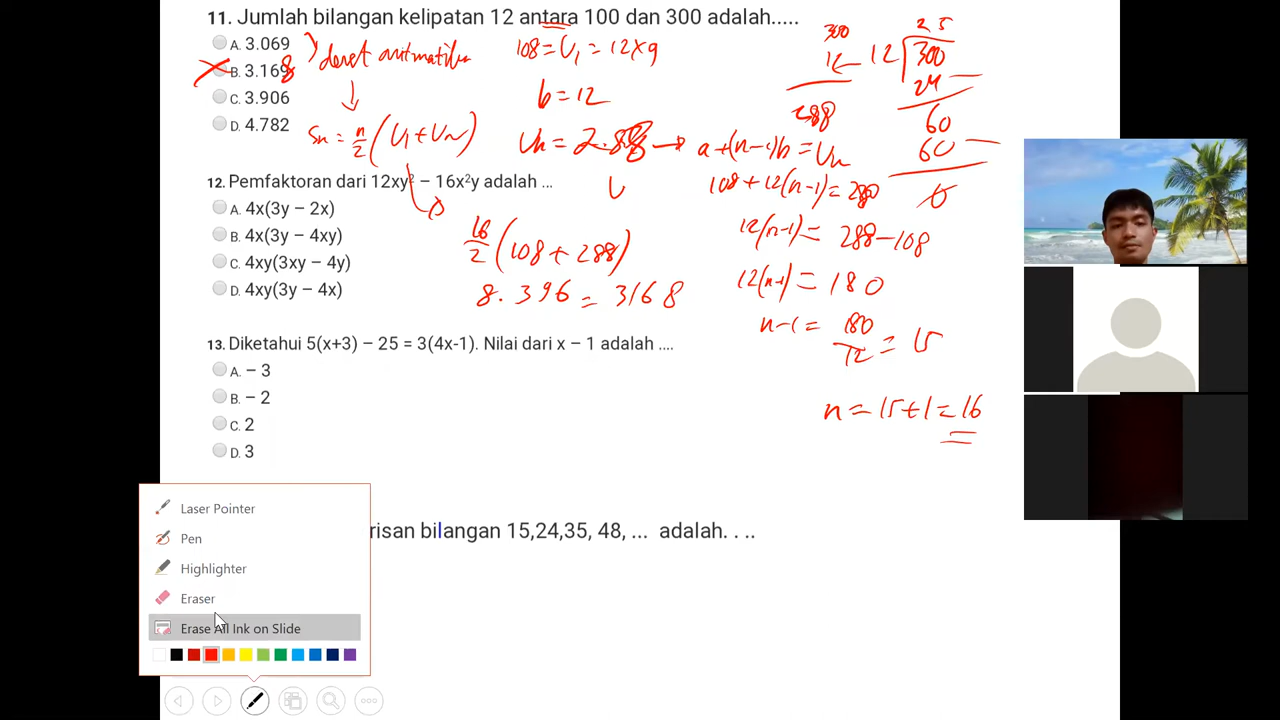 11. Jumlah bilangan kelipatan 12 antara 100 dan 300 adalah.....
A. 3.069
B. 3.168
C. 3.906
D. 4.782
deret aritmatika
Sn = n/2 (U1 + Un)
108 = U1 = 12x9
b = 12
Un = 288 → a+(n-1)b = Un
16/2 (108 + 288)
8. 396 = 3168
300
12
288
25
12 300
24
60
60
0
108+12(n-1)=288
12(n-1) = 288-108
12(n-1) = 180
n-1 = 180/12 = 15
n = 15+1 = 16
12. Pemfaktoran dari 12xy² – 16x²y adalah ...
A. 4x(3y – 2x)
B. 4x(3y – 4xy)
C. 4xy(3xy – 4y)
D. 4xy(3y – 4x)
13. Diketahui 5(x+3) – 25 = 3(4x-1). Nilai dari x – 1 adalah ....
A. – 3
B. – 2
C. 2
D. 3
risan bilangan 15,24,35, 48, ... adalah. . ..
Laser Pointer
Pen
Highlighter
Eraser
Erase All Ink on Slide